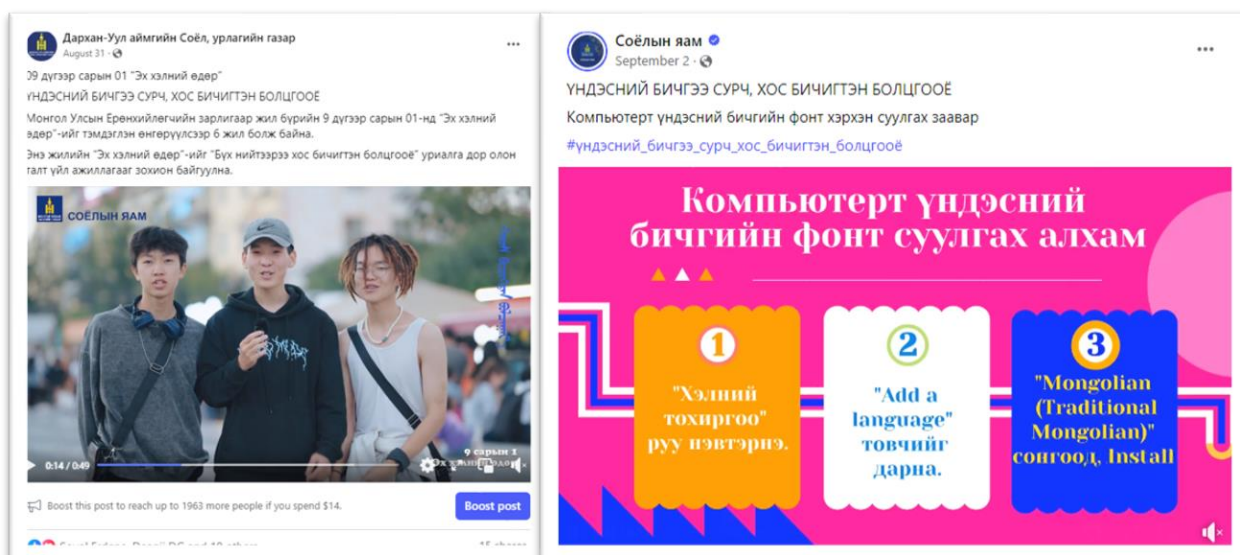 Дархан-Уул аймгийн Соёл, урлагийн газар
August 31
09 дүгээр сарын 01 "Эх хэлний өдөр"
ҮНДЭСНИЙ БИЧГЭЭ СУРЧ, ХОС БИЧИГТЭН БОЛЦГООЁ
Монгол Улсын Ерөнхийлөгчийн зарлигаар жил бүрийн 9 дүгээр сарын 01-нд "Эх хэлний
өдөр"-ийг тэмдэглэн өнгөрүүлсээр 6 жил болж байна.
Энэ жилийн "Эх хэлний өдөр"-ийг "Бүх нийтээрээ хос бичигтэн болцгооё" уриалга дор олон
талт үйл ажиллагааг зохион байгуулна.
СОЁЛЫН ЯАМ
9 сарын 1
0:14 / 0:49
Boost this post to reach up to 1963 more people if you spend $14.
Boost post
15 shares
Соёлын яам
September 2
ҮНДЭСНИЙ БИЧГЭЭ СУРЧ, ХОС БИЧИГТЭН БОЛЦГООЁ
Компьютерт үндэсний бичгийн фонт хэрхэн суулгах заавар
#үндэсний_бичгээ_сурч_хос_бичигтэн_болцгооё
Компьютерт үндэсний
бичгийн фонт суулгах алхам
1
"Хэлний
тохиргоо"
руу нэвтэрнэ.
2
"Add a
language"
товчийг
дарна.
3
"Mongolian
(Traditional
Mongolian)"
сонгоод, Install